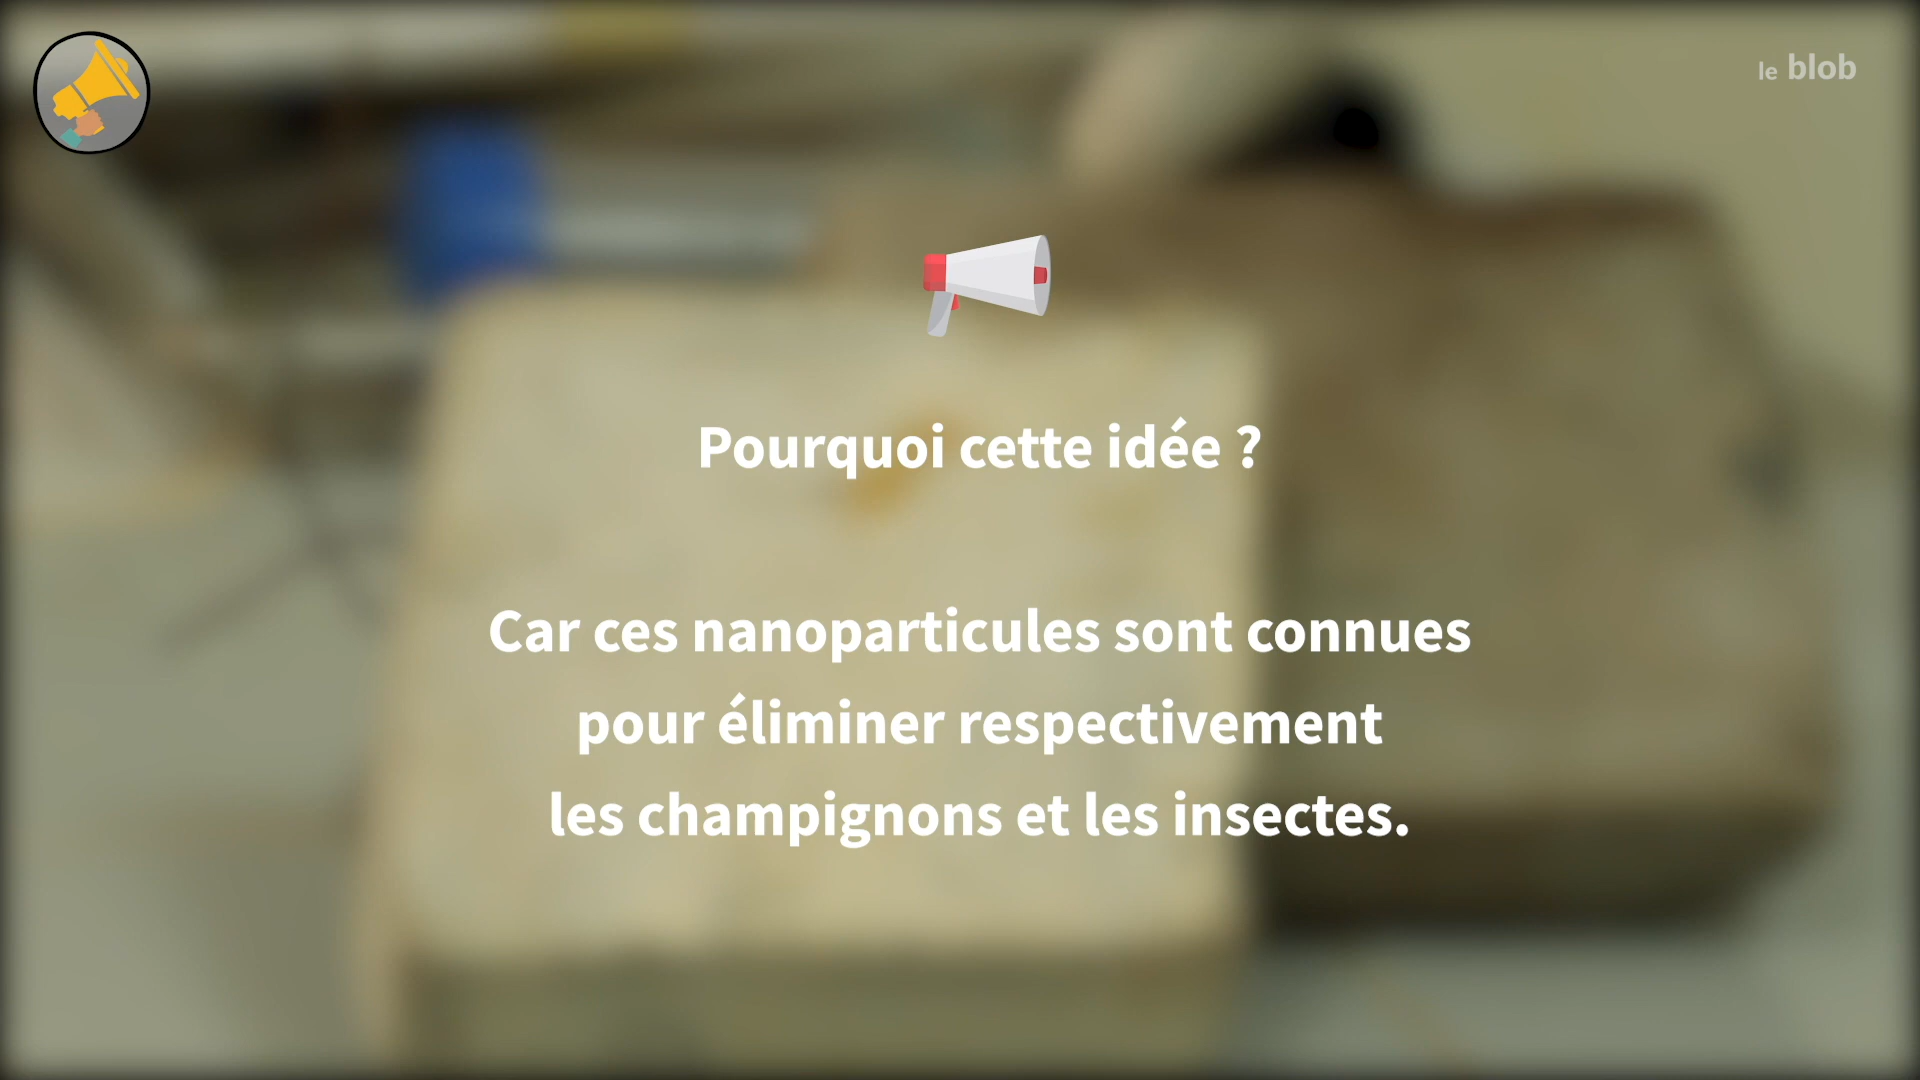 le blob
Pourquoi cette idée ?
Car ces nanoparticules sont connues
pour éliminer respectivement
les champignons et les insectes.